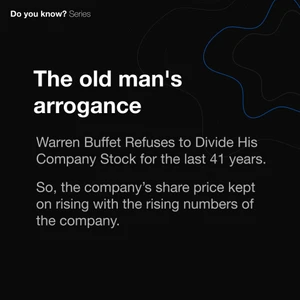 Do you know? Series
The old man's
arrogance
Warren Buffet Refuses to Divide His
Company Stock for the last 41 years.
So, the company's share price kept
on rising with the rising numbers of
the company.